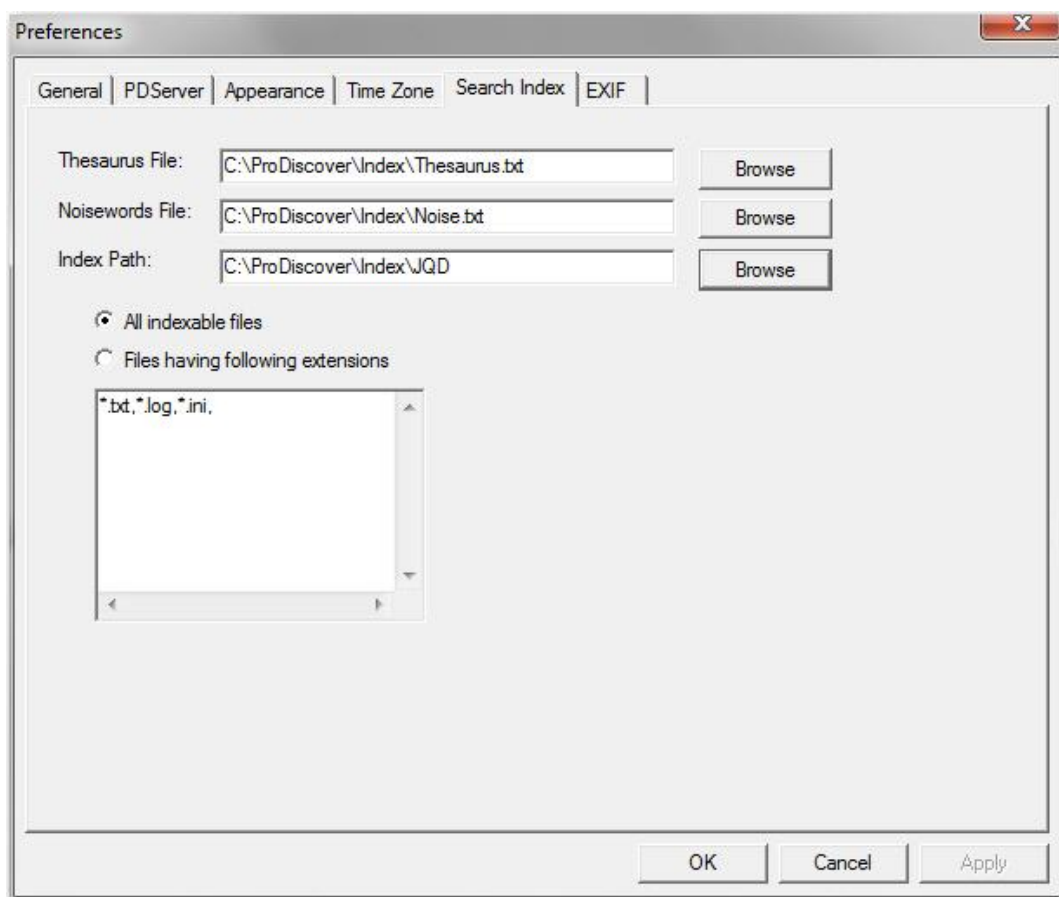 Preferences
General PDServer Appearance Time Zone Search Index EXIF
Thesaurus File: C:\ProDiscover\Index\Thesaurus.txt Browse
Noisewords File: C:\ProDiscover\Index\Noise.txt Browse
Index Path: C:\ProDiscover\Index\JQD Browse
All indexable files
Files having following extensions
*.txt,*.log,*.ini,
OK Cancel Apply